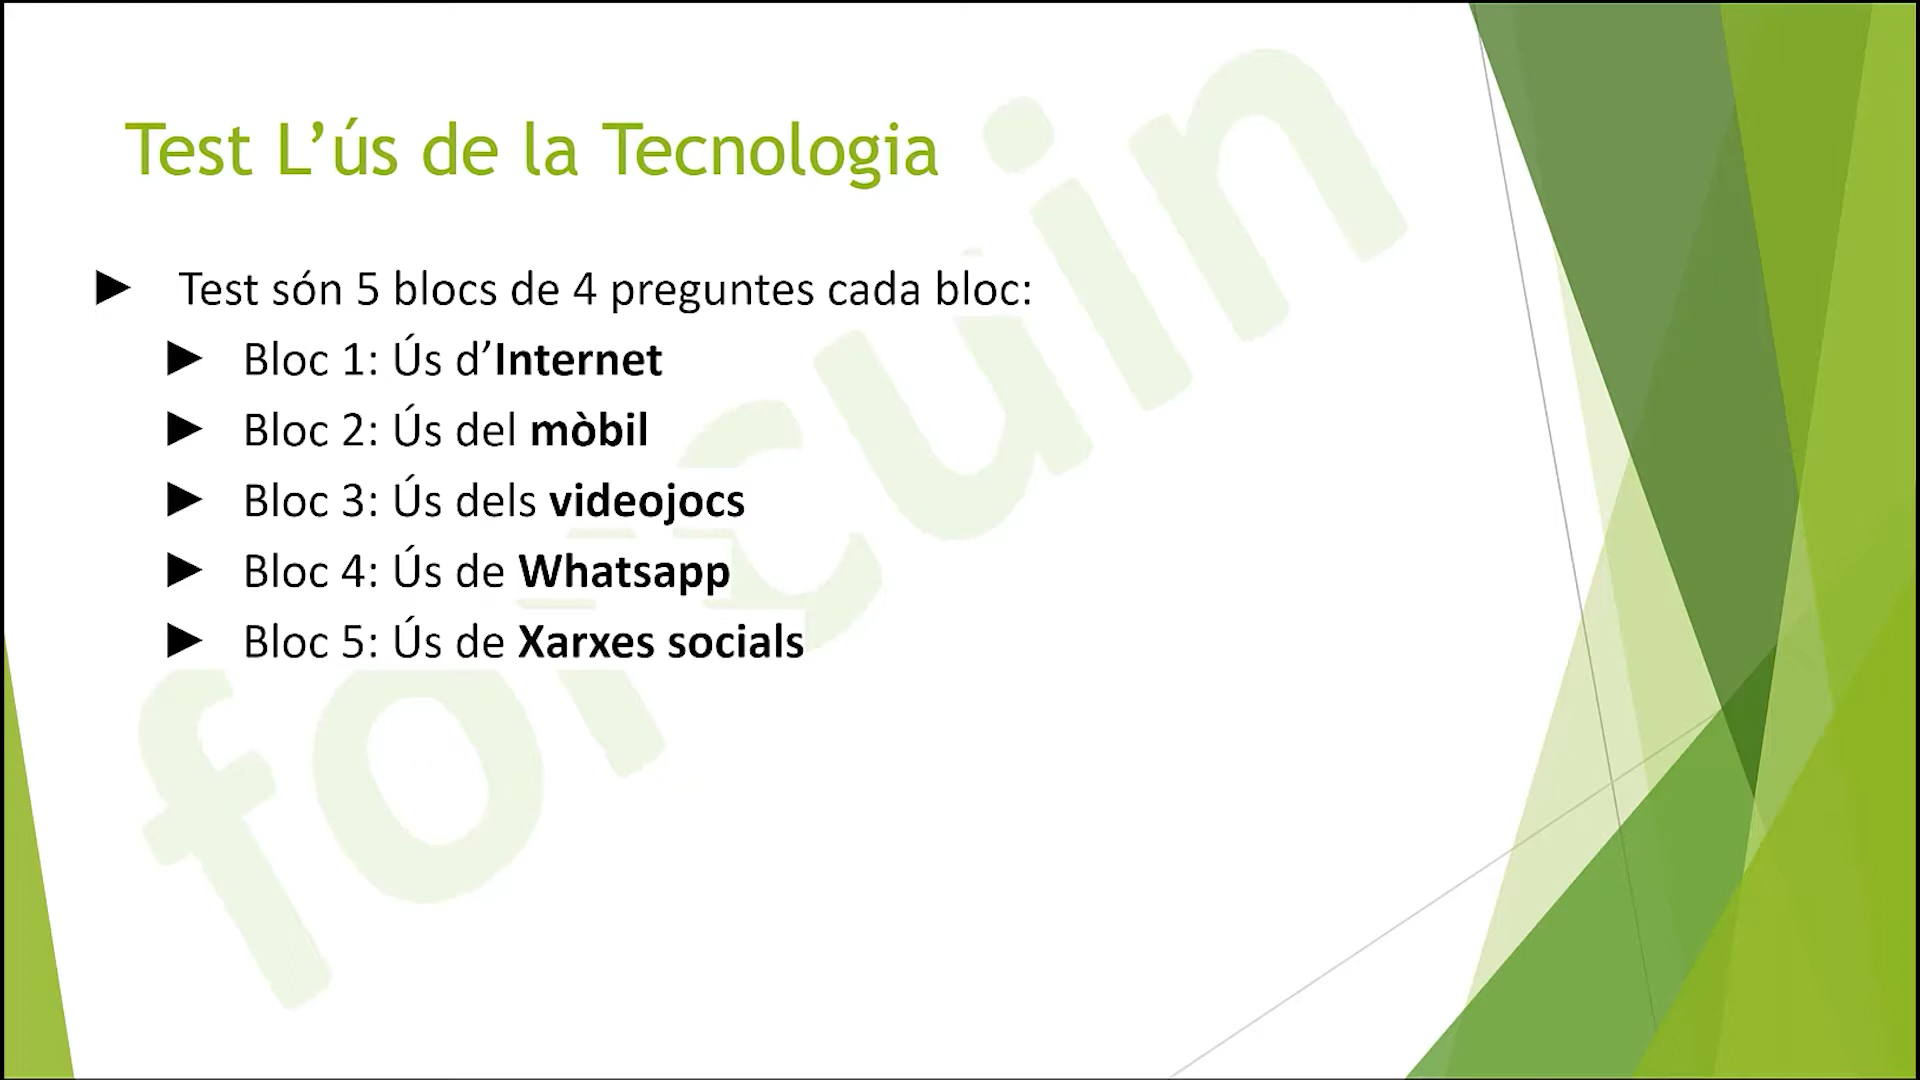 Test L’ús de la Tecnologia
Test són 5 blocs de 4 preguntes cada bloc:
Bloc 1: Ús d’Internet
Bloc 2: Ús del mòbil
Bloc 3: Ús dels videojocs
Bloc 4: Ús de Whatsapp
Bloc 5: Ús de Xarxes socials
forcuin